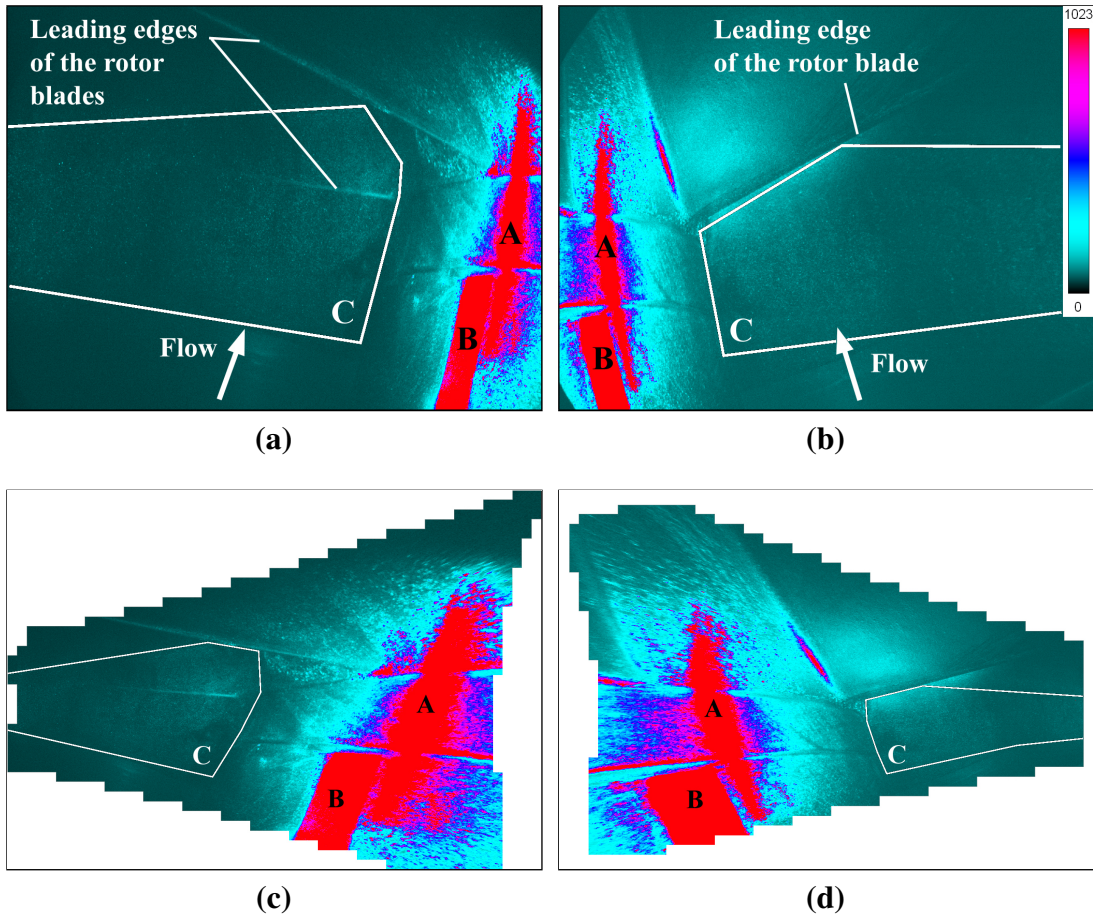 Leading edges
of the rotor
blades
A
B
C
Flow
(a)
Leading edge
of the rotor blade
1023
0
A
B
C
Flow
(b)
A
B
C
(c)
A
B
C
(d)